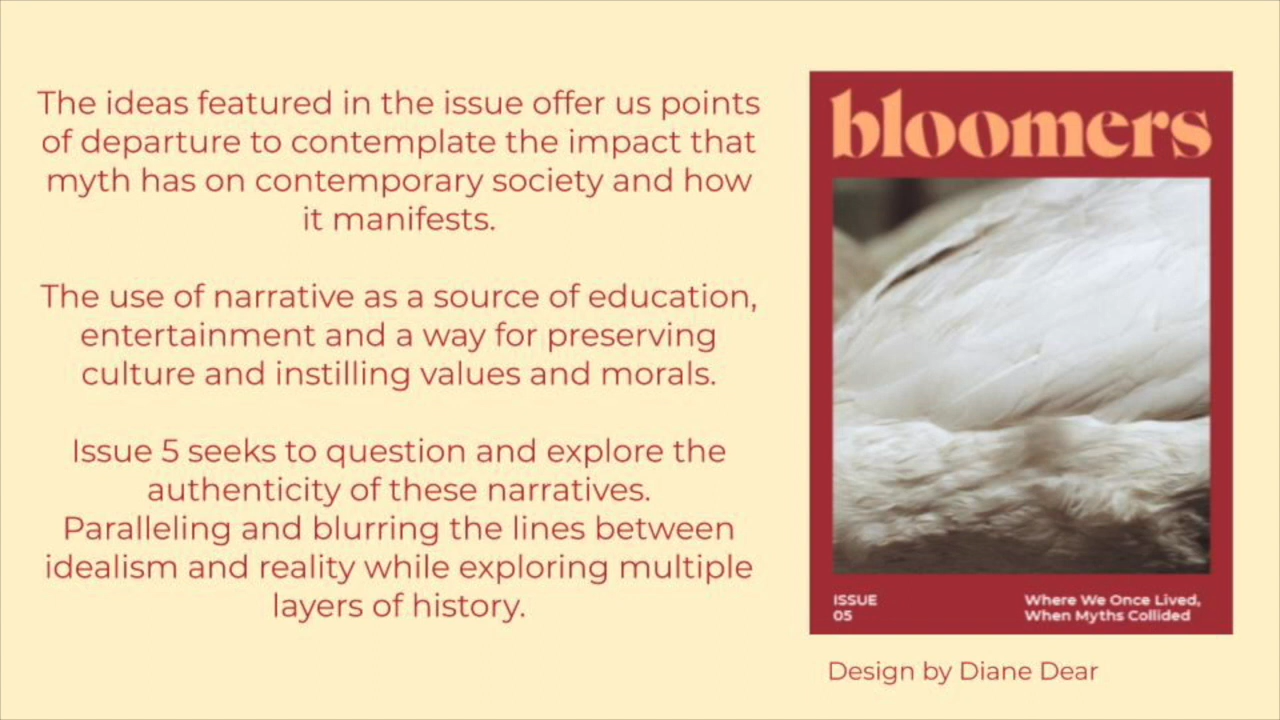 The ideas featured in the issue offer us points
of departure to contemplate the impact that
myth has on contemporary society and how
it manifests.
The use of narrative as a source of education,
entertainment and a way for preserving
culture and instilling values and morals.
Issue 5 seeks to question and explore the
authenticity of these narratives.
Paralleling and blurring the lines between
idealism and reality while exploring multiple
layers of history.
bloomers
ISSUE
05
Where We Once Lived,
When Myths Collided
Design by Diane Dear